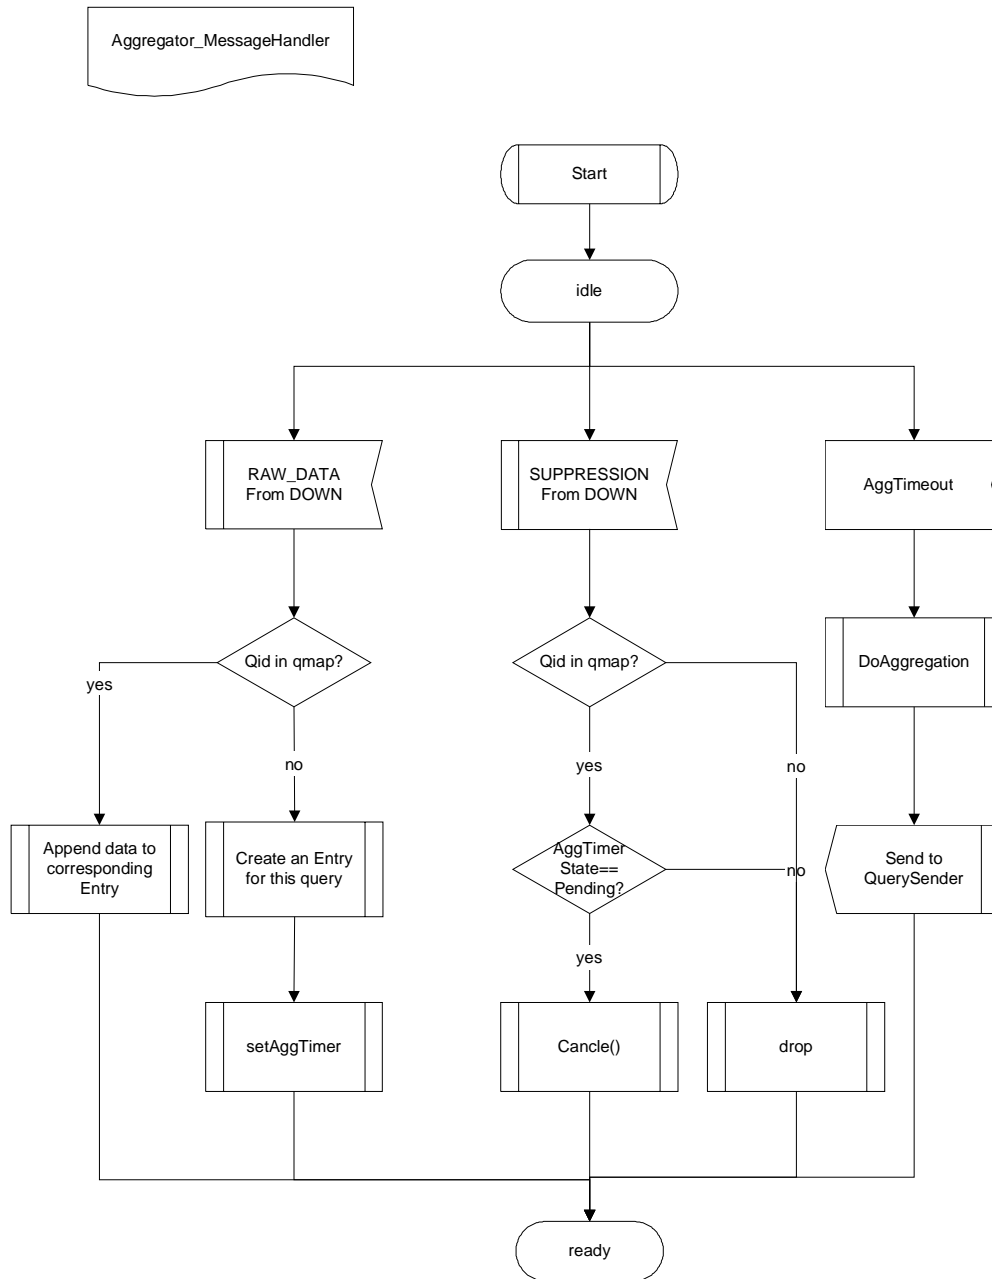 Aggregator_MessageHandler
Start
idle
RAW_DATA
From DOWN
SUPPRESSION
From DOWN
AggTimeout
Qid in qmap?
Qid in qmap?
DoAggregation
yes
no
yes
no
Append data to
corresponding
Entry
Create an Entry
for this query
AggTimer
State==
Pending?
no
Send to
QuerySender
yes
setAggTimer
Cancle()
drop
ready